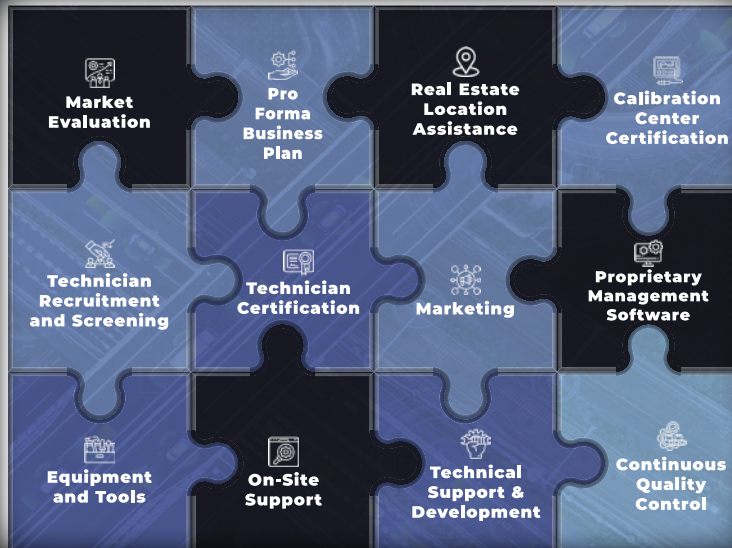 Market
Evaluation
Pro
Forma
Business
Plan
Real Estate
Location
Assistance
Calibration
Center
Certification
Technician
Recruitment
and Screening
Technician
Certification
Marketing
Proprietary
Management
Software
Equipment
and Tools
On-Site
Support
Technical
Support &
Development
Continuous
Quality
Control